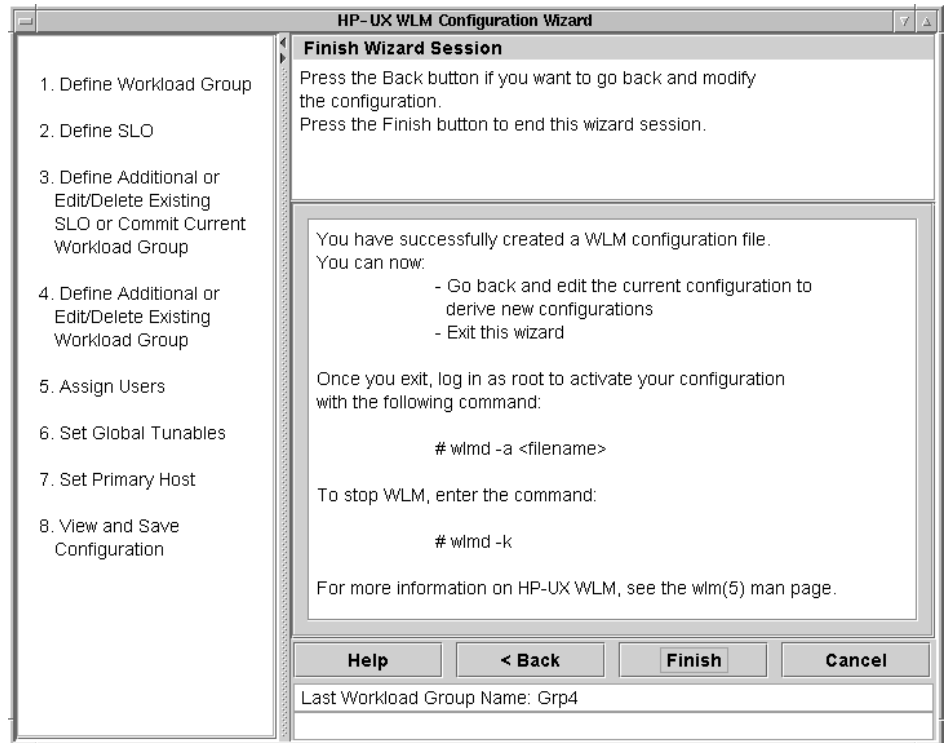 HP-UX WLM Configuration Wizard
1. Define Workload Group
2. Define SLO
3. Define Additional or
Edit/Delete Existing
SLO or Commit Current
Workload Group
4. Define Additional or
Edit/Delete Existing
Workload Group
5. Assign Users
6. Set Global Tunables
7. Set Primary Host
8. View and Save
Configuration
Finish Wizard Session
Press the Back button if you want to go back and modify
the configuration.
Press the Finish button to end this wizard session.
You have successfully created a WLM configuration file.
You can now:
- Go back and edit the current configuration to
derive new configurations
- Exit this wizard
Once you exit, log in as root to activate your configuration
with the following command:
# wlmd -a <filename>
To stop WLM, enter the command:
# wlmd -k
For more information on HP-UX WLM, see the wlm(5) man page.
Help
< Back
Finish
Cancel
Last Workload Group Name: Grp4